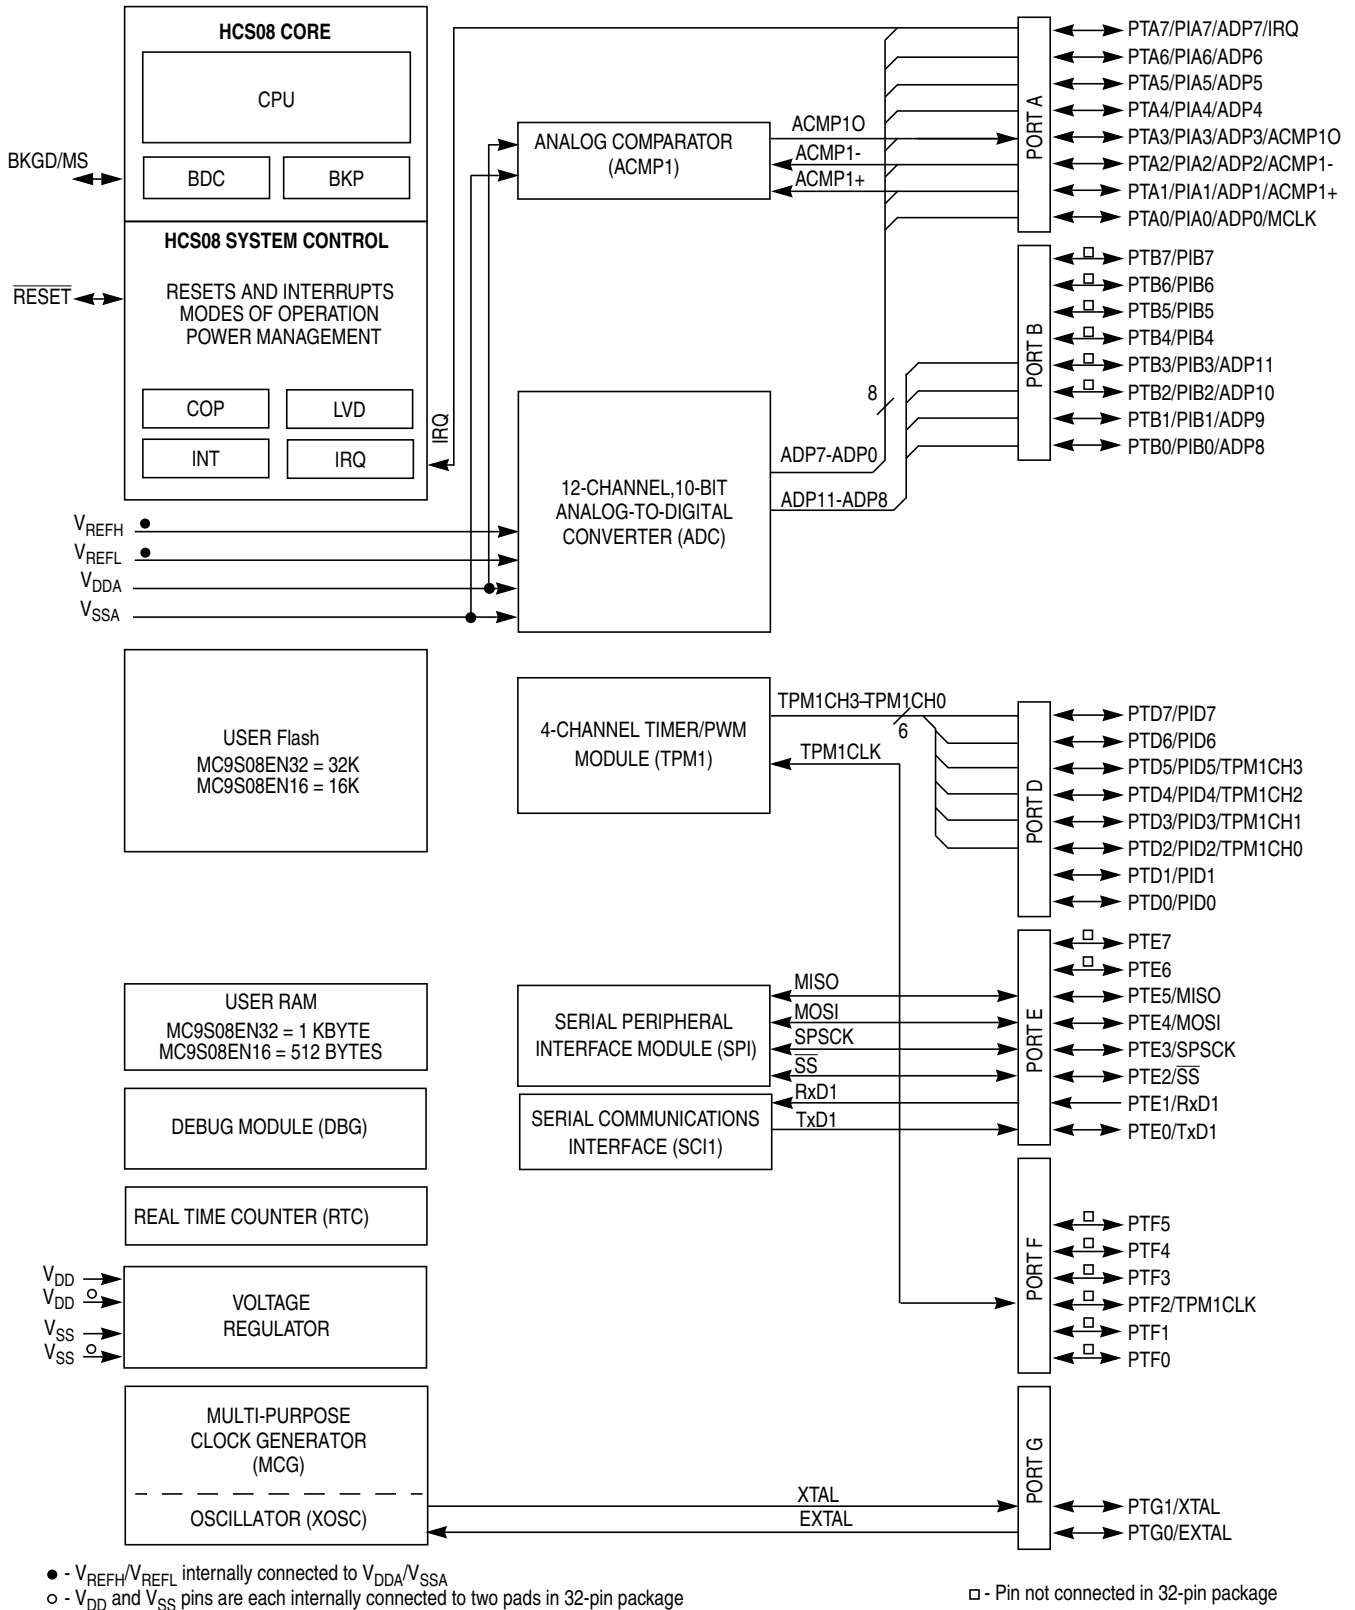 HCS08 CORE
CPU
BKGD/MS
BDC
BKP
HCS08 SYSTEM CONTROL
RESET
RESETS AND INTERRUPTS
MODES OF OPERATION
POWER MANAGEMENT
COP
LVD
INT
IRQ
IRQ
ANALOG COMPARATOR
(ACMP1)
ACMP1O
ACMP1-
ACMP1+
PORT A
PTA7/PIA7/ADP7/IRQ
PTA6/PIA6/ADP6
PTA5/PIA5/ADP5
PTA4/PIA4/ADP4
PTA3/PIA3/ADP3/ACMP1O
PTA2/PIA2/ADP2/ACMP1-
PTA1/PIA1/ADP1/ACMP1+
PTA0/PIA0/ADP0/MCLK
PORT B
PTB7/PIB7
PTB6/PIB6
PTB5/PIB5
PTB4/PIB4
PTB3/PIB3/ADP11
PTB2/PIB2/ADP10
PTB1/PIB1/ADP9
PTB0/PIB0/ADP8
8
ADP7-ADP0
ADP11-ADP8
12-CHANNEL,10-BIT
ANALOG-TO-DIGITAL
CONVERTER (ADC)
VREFH
VREFL
VDDA
VSSA
USER Flash
MC9S08EN32 = 32K
MC9S08EN16 = 16K
4-CHANNEL TIMER/PWM
MODULE (TPM1)
TPM1CH3-TPM1CH0
6
TPM1CLK
PORT D
PTD7/PID7
PTD6/PID6
PTD5/PID5/TPM1CH3
PTD4/PID4/TPM1CH2
PTD3/PID3/TPM1CH1
PTD2/PID2/TPM1CH0
PTD1/PID1
PTD0/PID0
USER RAM
MC9S08EN32 = 1 KBYTE
MC9S08EN16 = 512 BYTES
SERIAL PERIPHERAL
INTERFACE MODULE (SPI)
MISO
MOSI
SPSCK
SS
RxD1
TxD1
SERIAL COMMUNICATIONS
INTERFACE (SCI1)
PORT E
PTE7
PTE6
PTE5/MISO
PTE4/MOSI
PTE3/SPSCK
PTE2/SS
PTE1/RxD1
PTE0/TxD1
DEBUG MODULE (DBG)
REAL TIME COUNTER (RTC)
VDD
VDD
VSS
VSS
VOLTAGE
REGULATOR
PORT F
PTF5
PTF4
PTF3
PTF2/TPM1CLK
PTF1
PTF0
MULTI-PURPOSE
CLOCK GENERATOR
(MCG)
OSCILLATOR (XOSC)
XTAL
EXTAL
PORT G
PTG1/XTAL
PTG0/EXTAL
● - VREFH/VREFL internally connected to VDDA/VSSA
○ - VDD and VSS pins are each internally connected to two pads in 32-pin package
□ - Pin not connected in 32-pin package